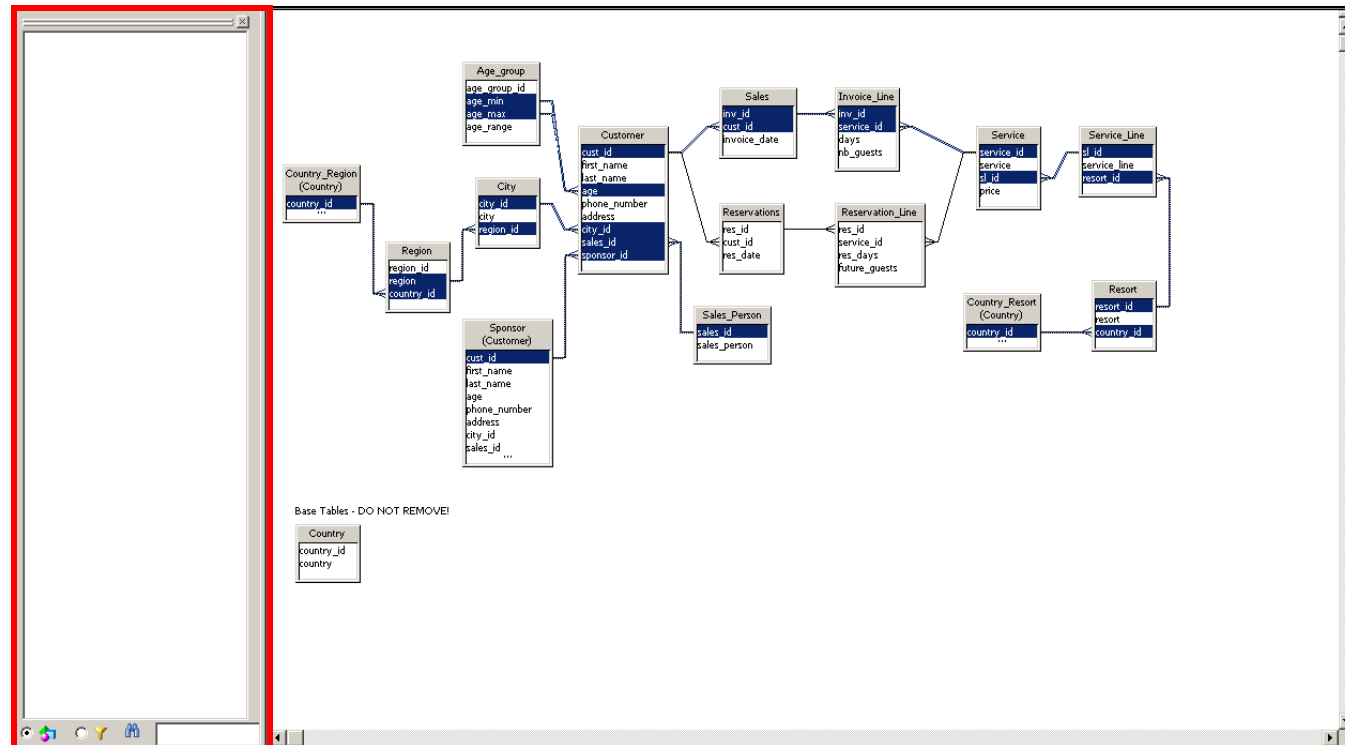 Age_group
age_group_id
age_min
age_max
age_range
Country_Region
(Country)
country_id
...
Region
region_id
region
country_id
City
city_id
city
region_id
Customer
cust_id
first_name
last_name
age
phone_number
address
city_id
sales_id
sponsor_id
Sponsor
(Customer)
cust_id
first_name
last_name
age
phone_number
address
city_id
sales_id
...
Sales
inv_id
cust_id
invoice_date
Reservations
res_id
cust_id
res_date
Sales_Person
sales_id
sales_person
Invoice_Line
inv_id
service_id
days
nb_guests
Reservation_Line
res_id
service_id
res_days
future_guests
Service
service_id
service
sl_id
price
Service_Line
sl_id
service_line
resort_id
Country_Resort
(Country)
country_id
...
Resort
resort_id
resort
country_id
Base Tables - DO NOT REMOVE!
Country
country_id
country